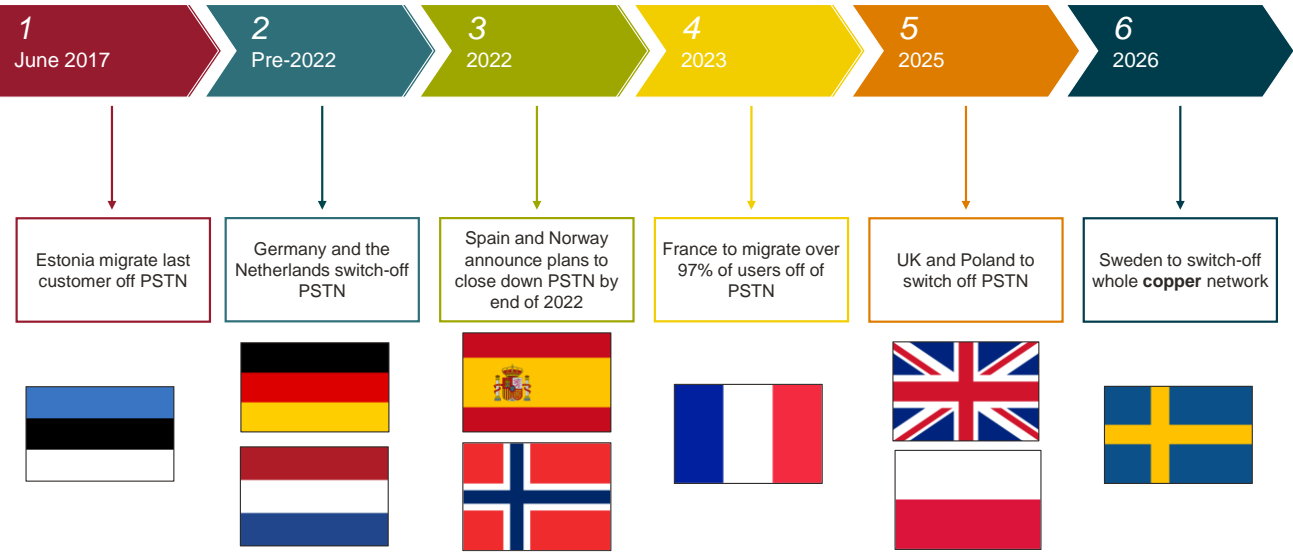 1
June 2017
2
Pre-2022
3
2022
4
2023
5
2025
6
2026
Estonia migrate last
customer off PSTN
Germany and the
Netherlands switch-off
PSTN
Spain and Norway
announce plans to
close down PSTN by
end of 2022
France to migrate over
97% of users off of
PSTN
UK and Poland to
switch off PSTN
Sweden to switch-off
whole copper network